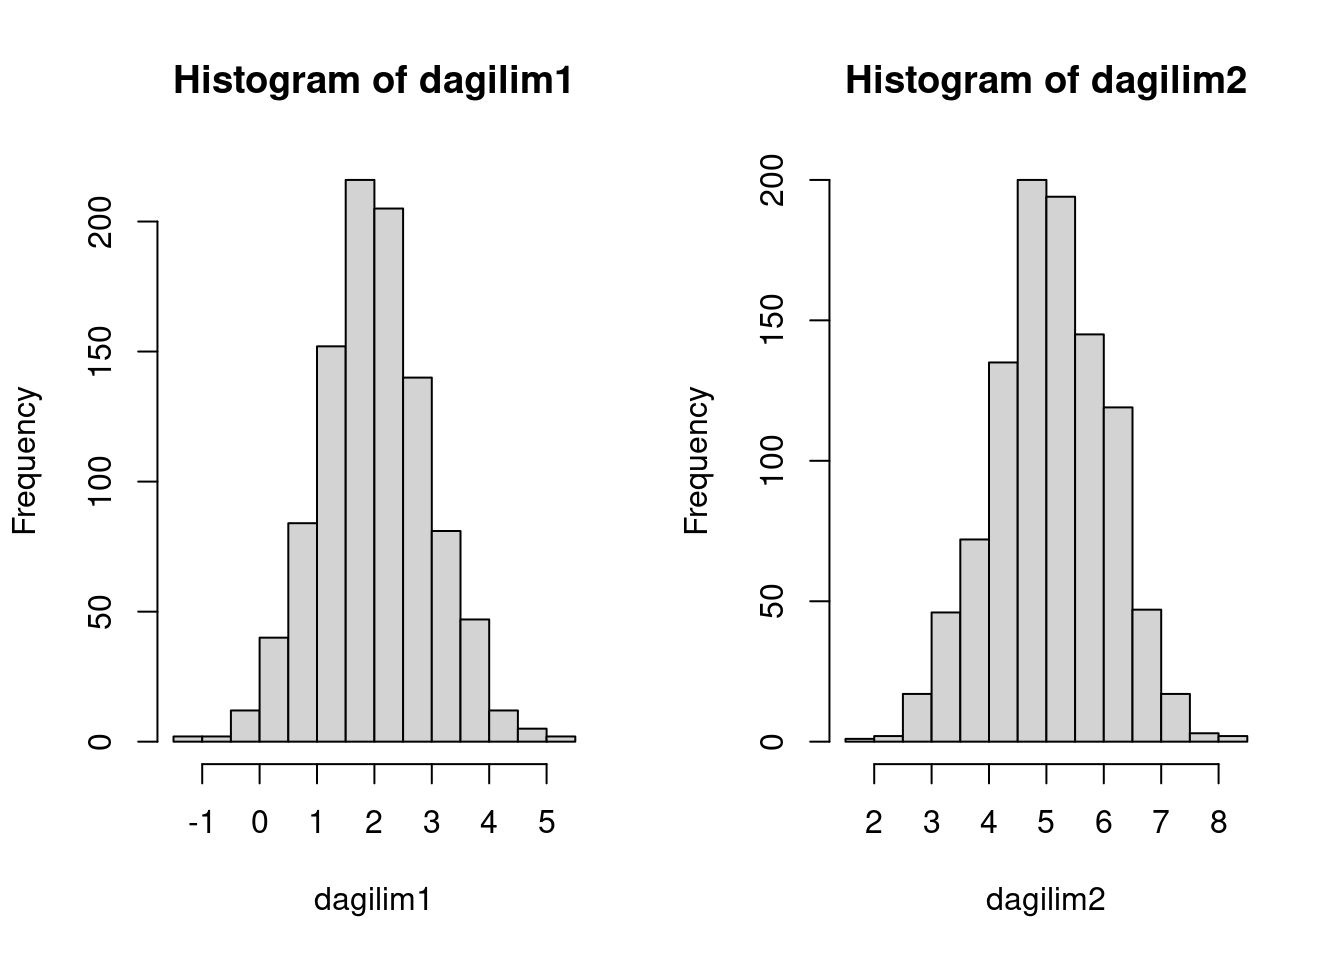 Histogram of dagilim1
Frequency
0 50 100 150 200
-1 0 1 2 3 4 5
dagilim1
Histogram of dagilim2
Frequency
0 50 100 150 200
2 3 4 5 6 7 8
dagilim2